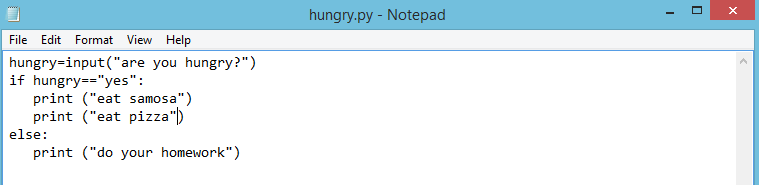 hungry.py - Notepad
File Edit Format View Help
hungry=input("are you hungry?")
if hungry=="yes":
   print ("eat samosa")
   print ("eat pizza")
else:
   print ("do your homework")